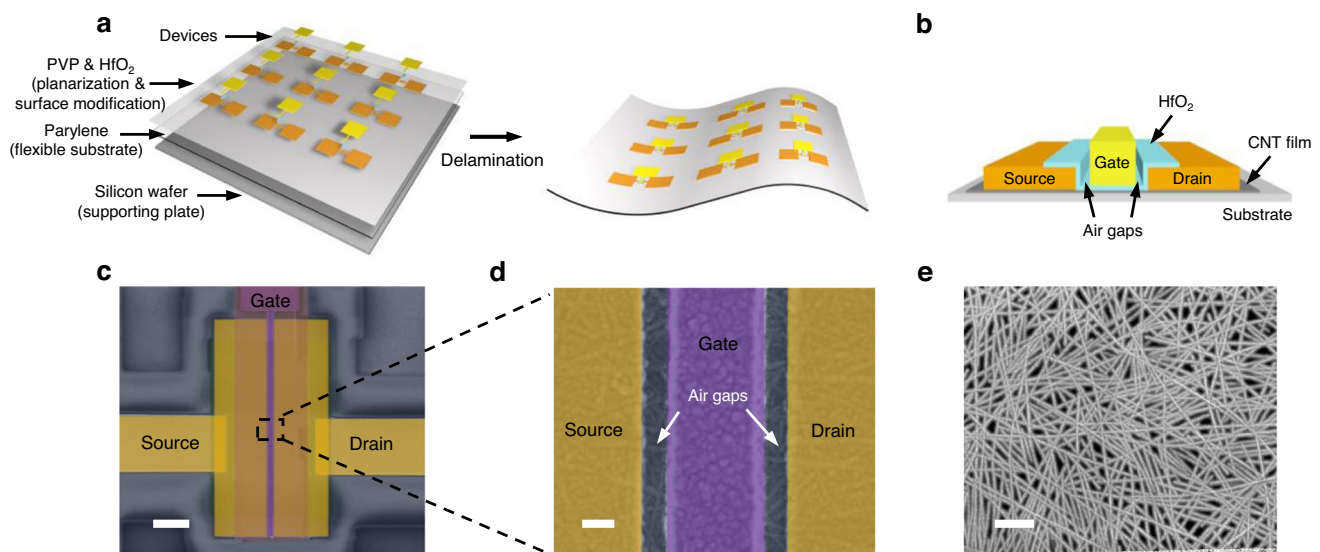 a
Devices
PVP & HfO₂
(planarization &
surface modification)
Parylene
(flexible substrate)
Silicon wafer
(supporting plate)
Delamination
b
HfO₂
CNT film
Gate
Source
Drain
Substrate
Air gaps
c
Gate
Source
Drain
d
Gate
Air gaps
Source
Drain
e